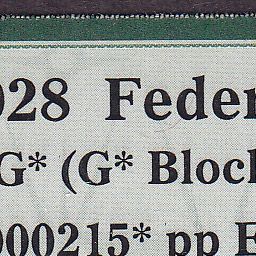 028 Feder
G* (G* Block
000215* pp E